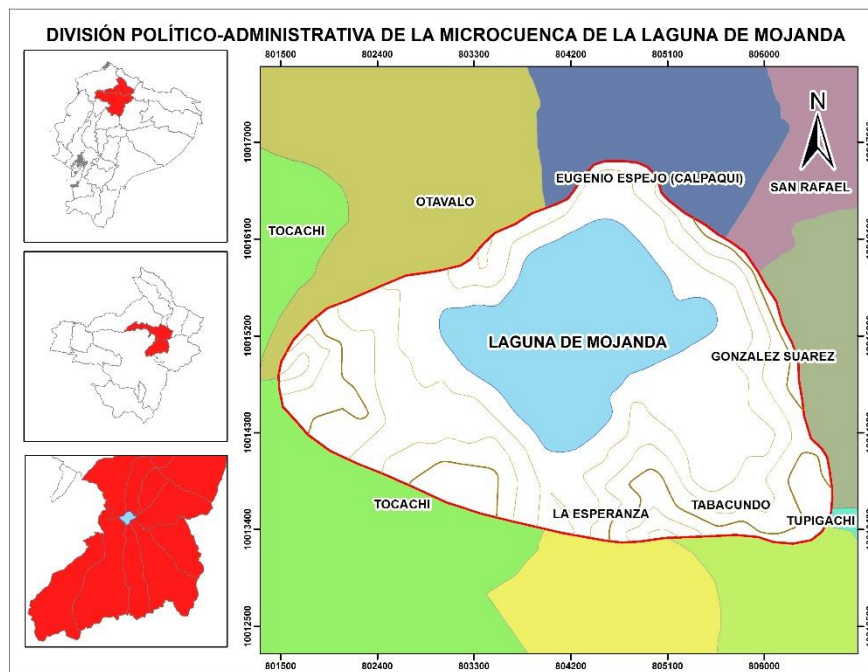 DIVISIÓN POLÍTICO-ADMINISTRATIVA DE LA MICROCUENCA DE LA LAGUNA DE MOJANDA
801500 802400 803300 804200 805100 806000
N
10017000
EUGENIO ESPEJO (CALPAQUI)
SAN RAFAEL
OTAVALO
TOCACHI
10016100
10015200
LAGUNA DE MOJANDA
GONZALEZ SUAREZ
10014300
TOCACHI
LA ESPERANZA
TABACUNDO
TUPIGACHI
10013400
10012500
801500 802400 803300 804200 805100 806000